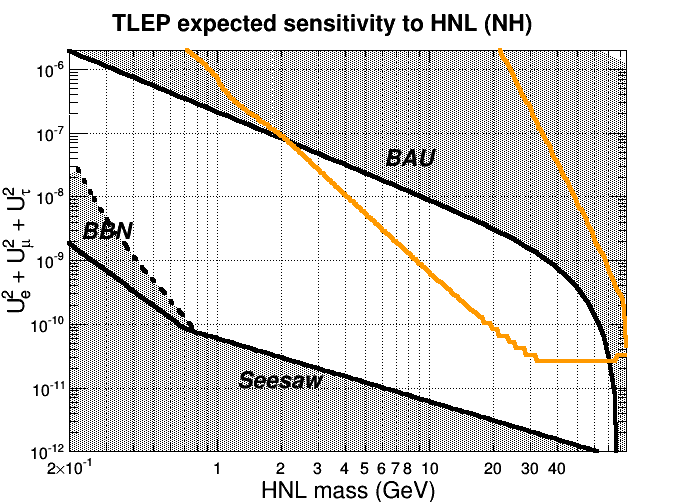 TLEP expected sensitivity to HNL (NH)
U²e + U²μ + U²τ
10⁻⁶
10⁻⁷
10⁻⁸
10⁻⁹
10⁻¹⁰
10⁻¹¹
10⁻¹²
BAU
BBN
Seesaw
2×10⁻¹ 1 2 3 4 5 6 7 8 10 20 30 40
HNL mass (GeV)